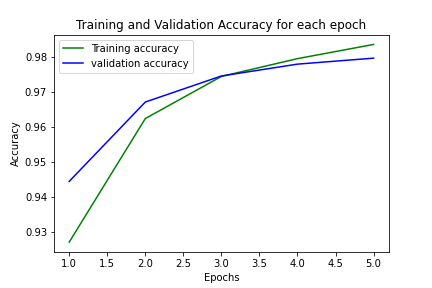 Training and Validation Accuracy for each epoch
Training accuracy
validation accuracy
0.98
0.97
0.96
0.95
0.94
0.93
Accuracy
1.0 1.5 2.0 2.5 3.0 3.5 4.0 4.5 5.0
Epochs